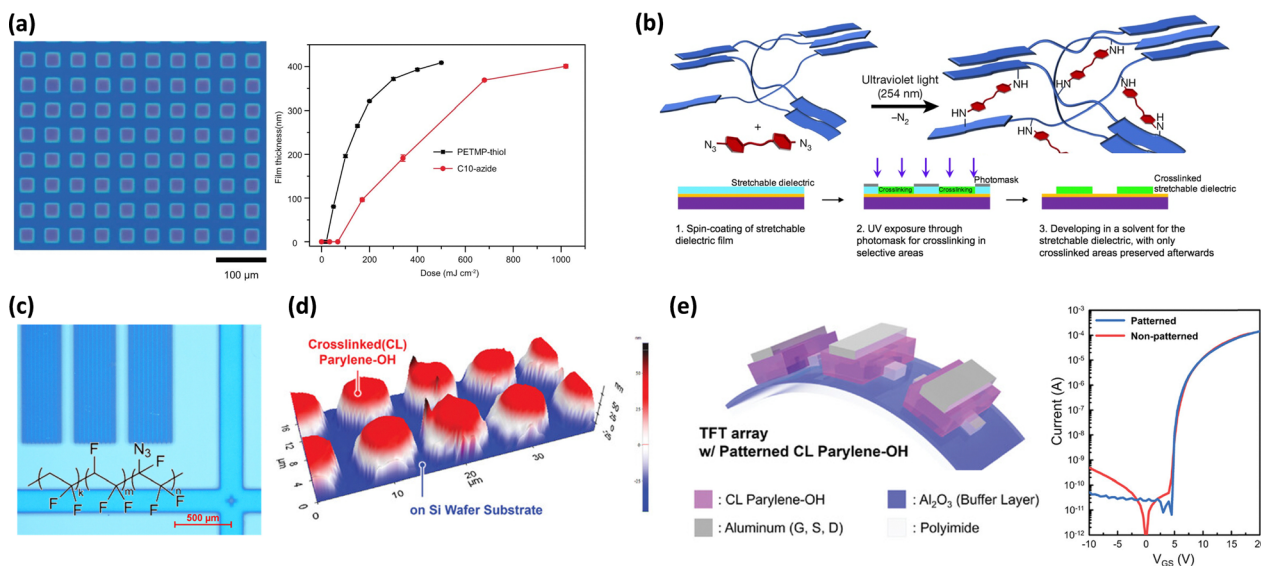 (a)
100 μm
Film thickness(nm)
400
300
200
100
0
PETMP-thiol
C10-azide
0
200
400
600
800
1000
Dose (mJ cm⁻²)
(b)
N₃
+
N₃
Ultraviolet light
(254 nm)
–N₂
NH
HN
NH
HN
HN
H
N
Stretchable dielectric
1. Spin-coating of stretchable
dielectric film
Photomask
Crosslinking
Crosslinking
2. UV exposure through
photomask for crosslinking in
selective areas
Crosslinked
stretchable dielectric
3. Developing in a solvent for the
stretchable dielectric, with only
crosslinked areas preserved afterwards
(c)
F
N₃
F
k
m
n
F
F
F
F
F
F
500 μm
(d)
Crosslinked(CL)
Parylene-OH
16
12
8
4
0
μm
10
20
30
μm
0
on Si Wafer Substrate
(e)
TFT array
w/ Patterned CL Parylene-OH
: CL Parylene-OH
: Al₂O₃ (Buffer Layer)
: Aluminum (G, S, D)
: Polyimide
Current (A)
10⁻³
10⁻⁴
10⁻⁵
10⁻⁶
10⁻⁷
10⁻⁸
10⁻⁹
10⁻¹⁰
10⁻¹¹
10⁻¹²
Patterned
Non-patterned
-10
-5
0
5
10
15
20
V_GS (V)